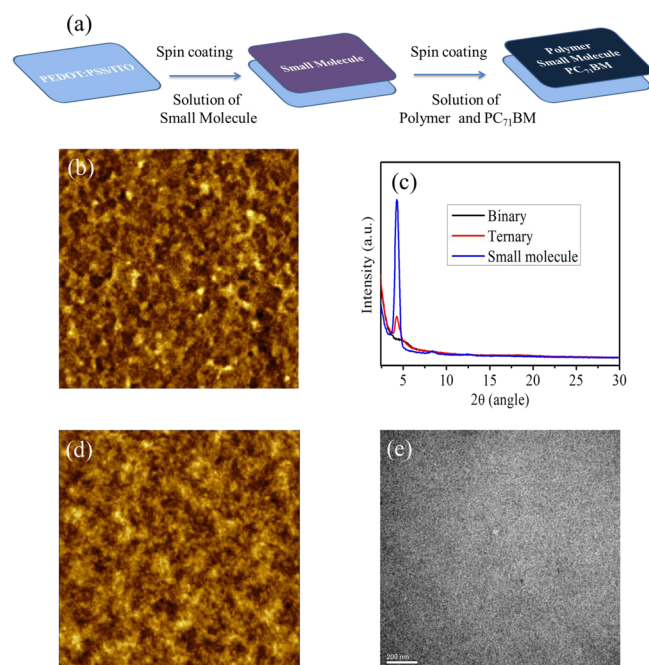 (a)
PEDOT:PSS/ITO
Spin coating
Solution of
Small Molecule
Small Molecule
Spin coating
Solution of
Polymer and PC₇₁BM
Polymer
Small Molecule
PC₇₁BM
(b)
(c)
Binary
Ternary
Small molecule
Intensity (a.u.)
5 10 15 20 25 30
2θ (angle)
(d)
(e)
200 nm